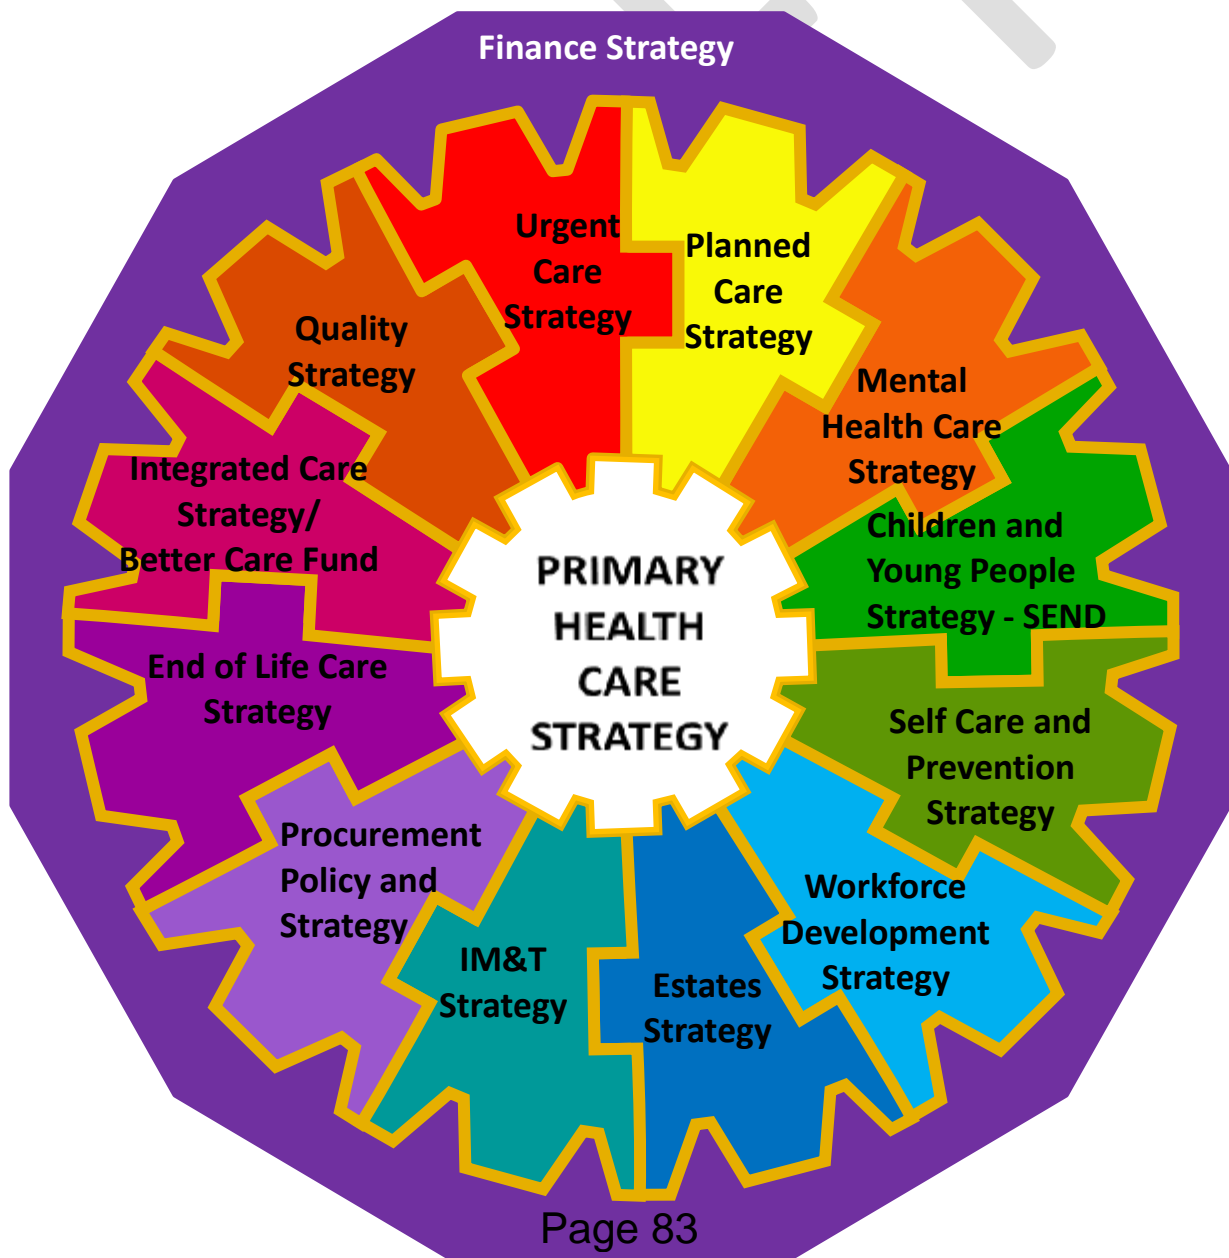 Finance Strategy
Urgent
Care
Strategy
Planned
Care
Strategy
Mental
Health Care
Strategy
Children and
Young People
Strategy - SEND
Self Care and
Prevention
Strategy
Workforce
Development
Strategy
Estates
Strategy
IM&T
Strategy
Procurement
Policy and
Strategy
End of Life Care
Strategy
Integrated Care
Strategy/
Better Care Fund
Quality
Strategy
PRIMARY
HEALTH
CARE
STRATEGY
Page 83